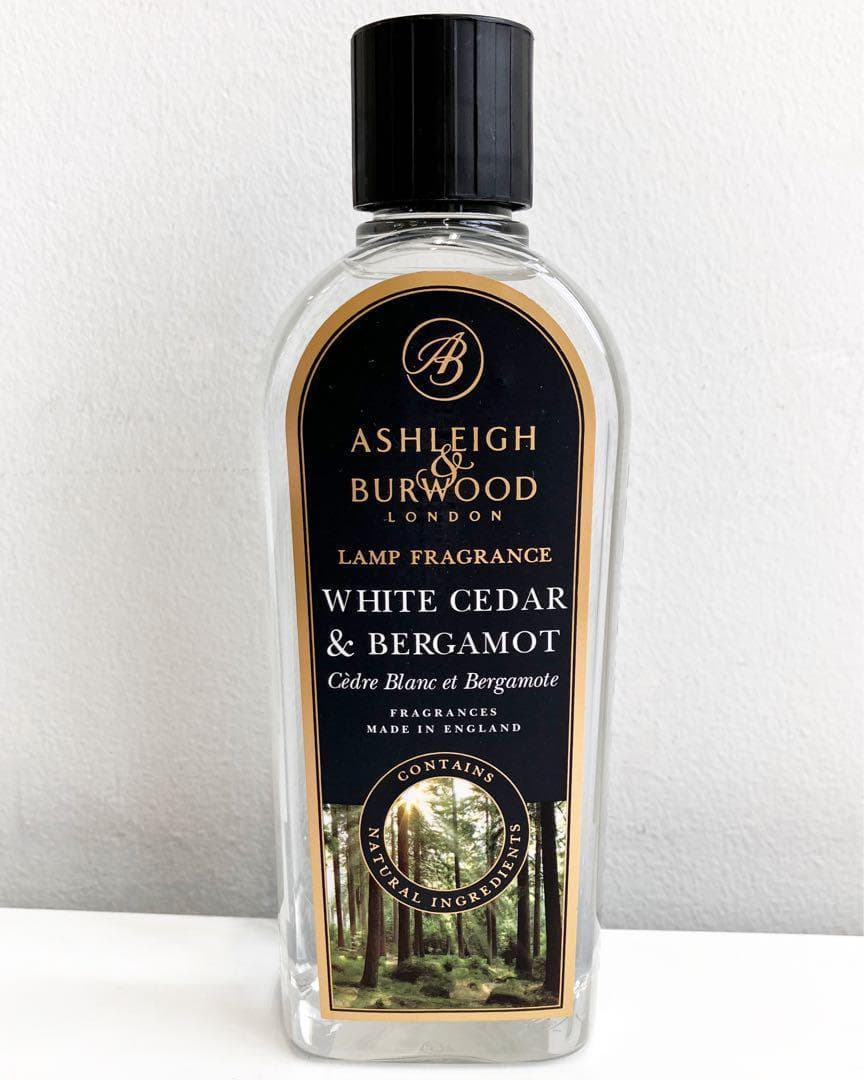 AB
ASHLEIGH
&
BURWOOD
LONDON
LAMP FRAGRANCE
WHITE CEDAR
& BERGAMOT
Cèdre Blanc et Bergamote
FRAGRANCES
MADE IN ENGLAND
CONTAINS
NATURAL INGREDIENTS